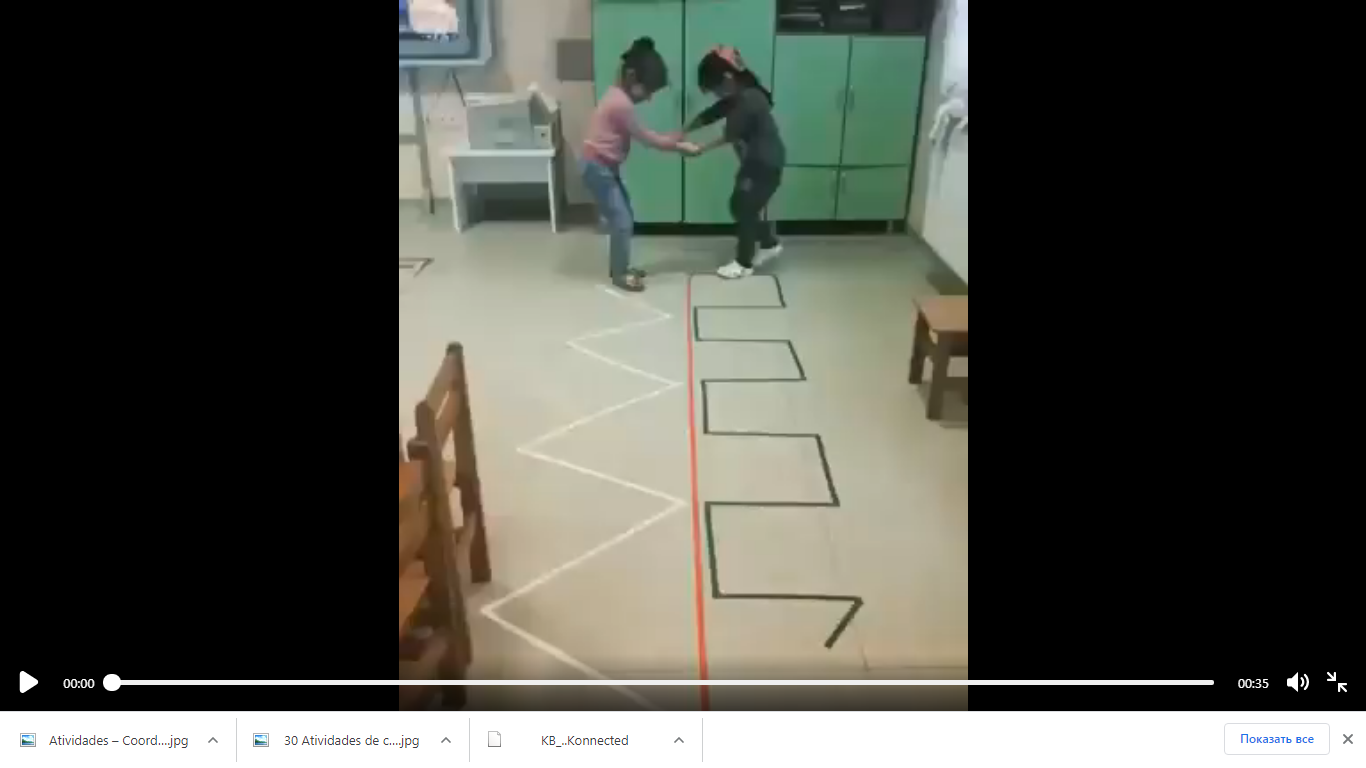 00:00
00:35
Atividades – Coord....jpg
30 Atividades de c....jpg
KB_..Konnected
Показать все